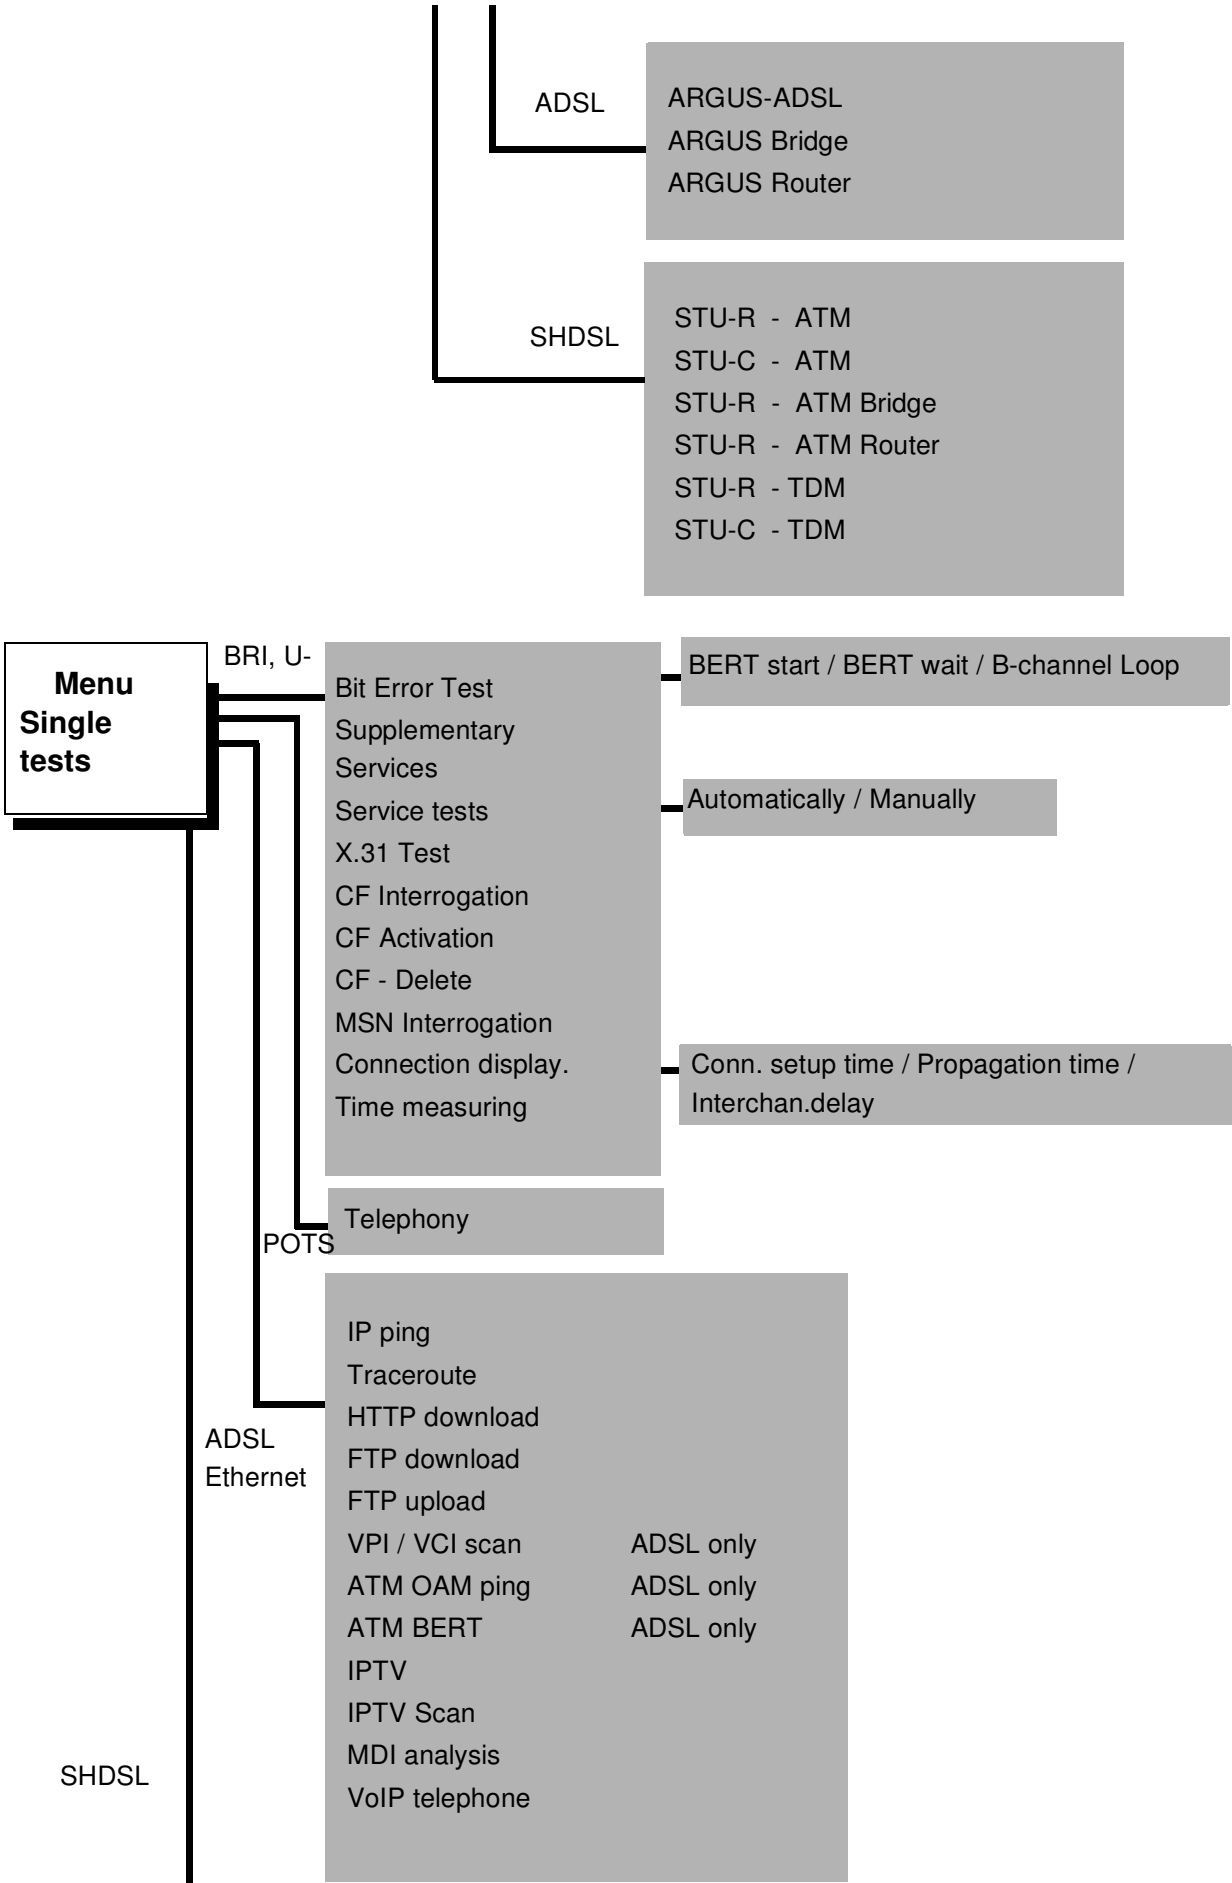 ADSL
ARGUS-ADSL
ARGUS Bridge
ARGUS Router
SHDSL
STU-R - ATM
STU-C - ATM
STU-R - ATM Bridge
STU-R - ATM Router
STU-R - TDM
STU-C - TDM
Menu
Single
tests
BRI, U-
Bit Error Test
Supplementary
Services
Service tests
X.31 Test
CF Interrogation
CF Activation
CF - Delete
MSN Interrogation
Connection display.
Time measuring
BERT start / BERT wait / B-channel Loop
Automatically / Manually
Conn. setup time / Propagation time /
Interchan.delay
Telephony
POTS
ADSL
Ethernet
IP ping
Traceroute
HTTP download
FTP download
FTP upload
VPI / VCI scan ADSL only
ATM OAM ping ADSL only
ATM BERT ADSL only
IPTV
IPTV Scan
MDI analysis
VoIP telephone
SHDSL